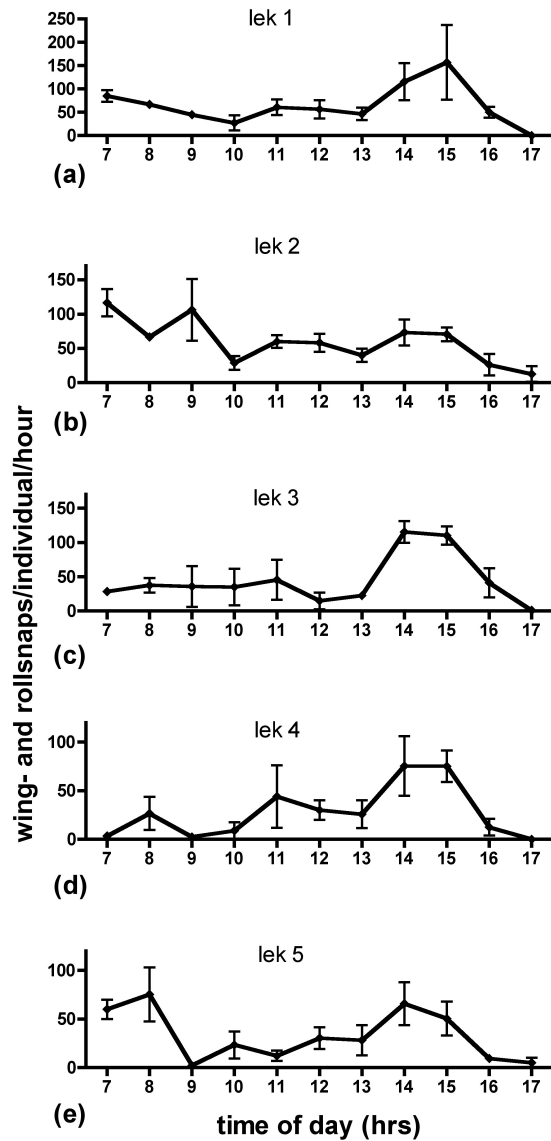 lek 1
250
200
150
100
50
0
7 8 9 10 11 12 13 14 15 16 17
(a)
lek 2
150
100
50
0
7 8 9 10 11 12 13 14 15 16 17
(b)
wing- and rollsnaps/individual/hour
lek 3
150
100
50
0
7 8 9 10 11 12 13 14 15 16 17
(c)
lek 4
100
50
0
7 8 9 10 11 12 13 14 15 16 17
(d)
lek 5
100
50
0
7 8 9 10 11 12 13 14 15 16 17
(e)
time of day (hrs)